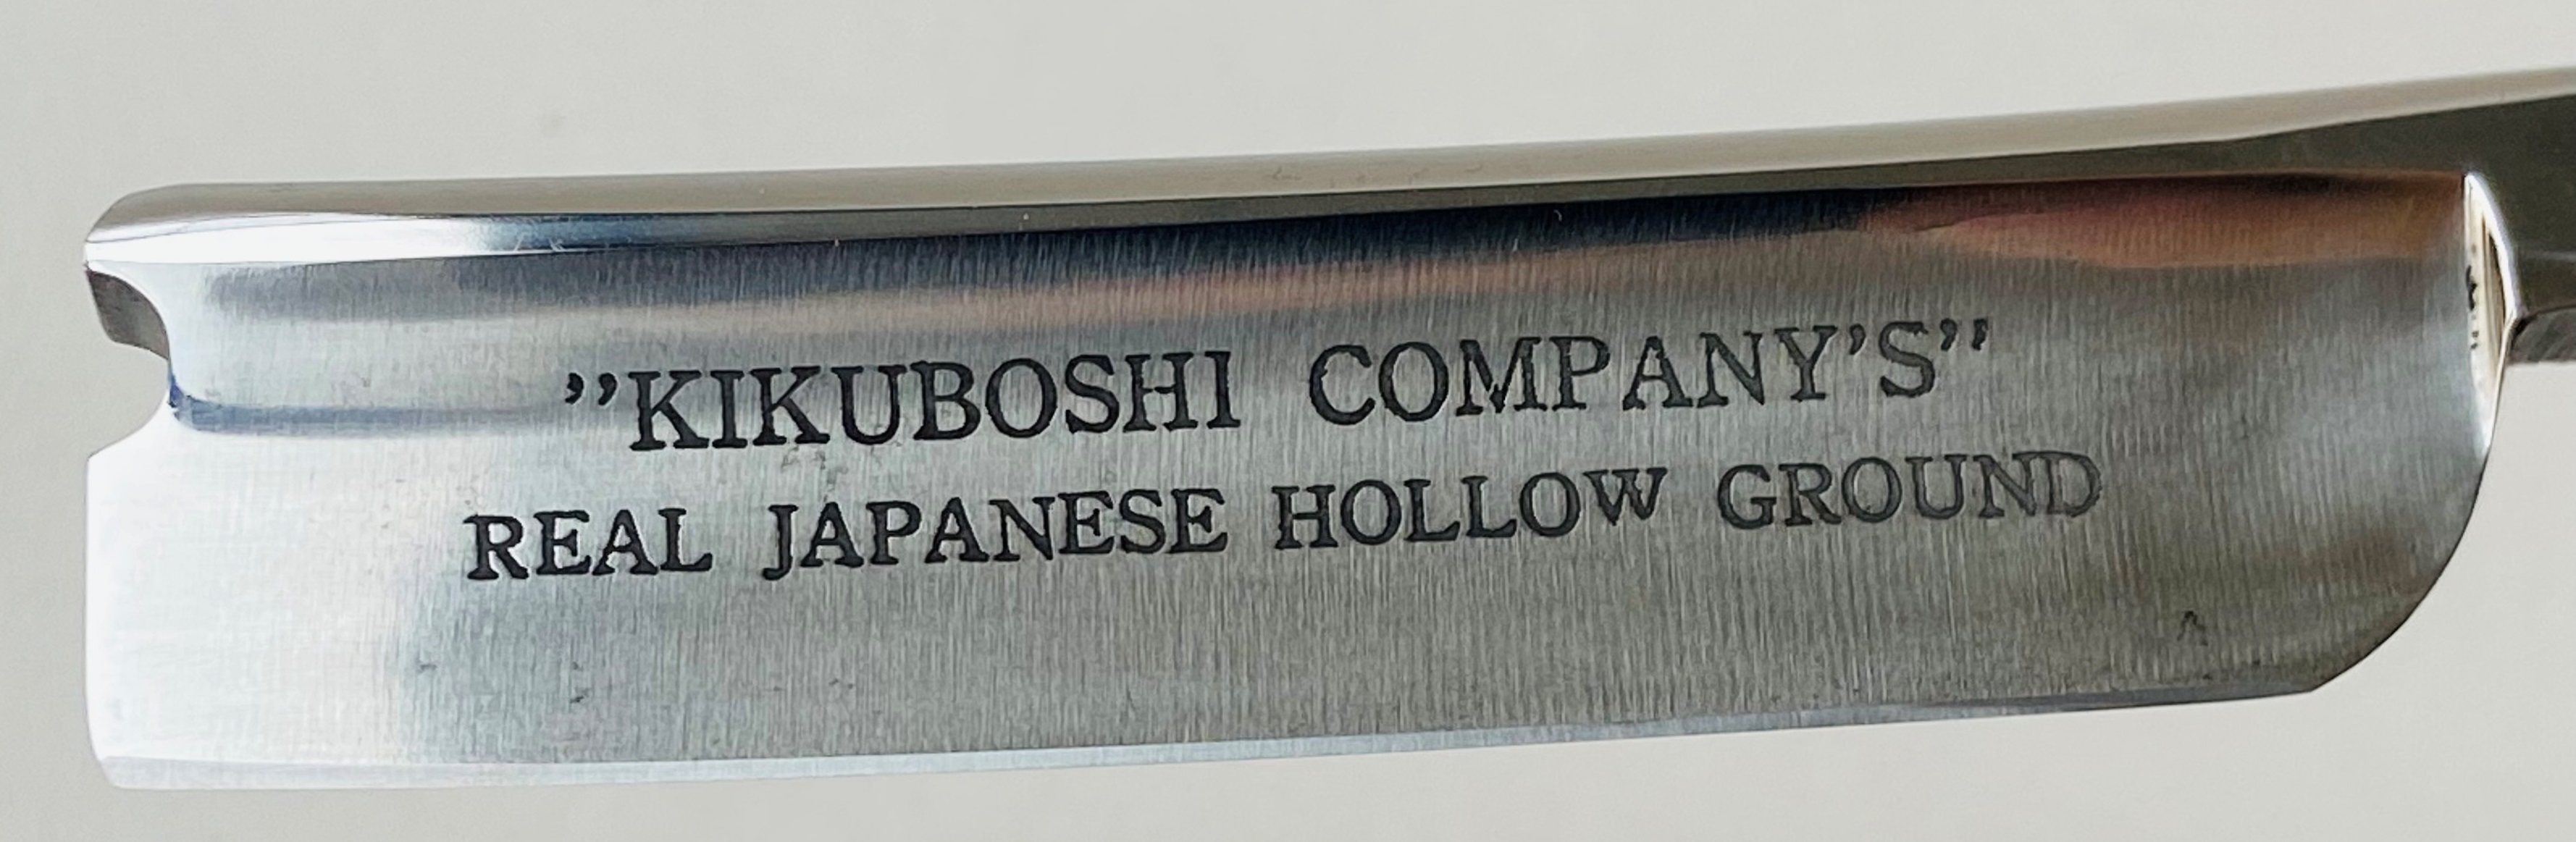 ”KIKUBOSHI COMPANY’S”
REAL JAPANESE HOLLOW GROUND